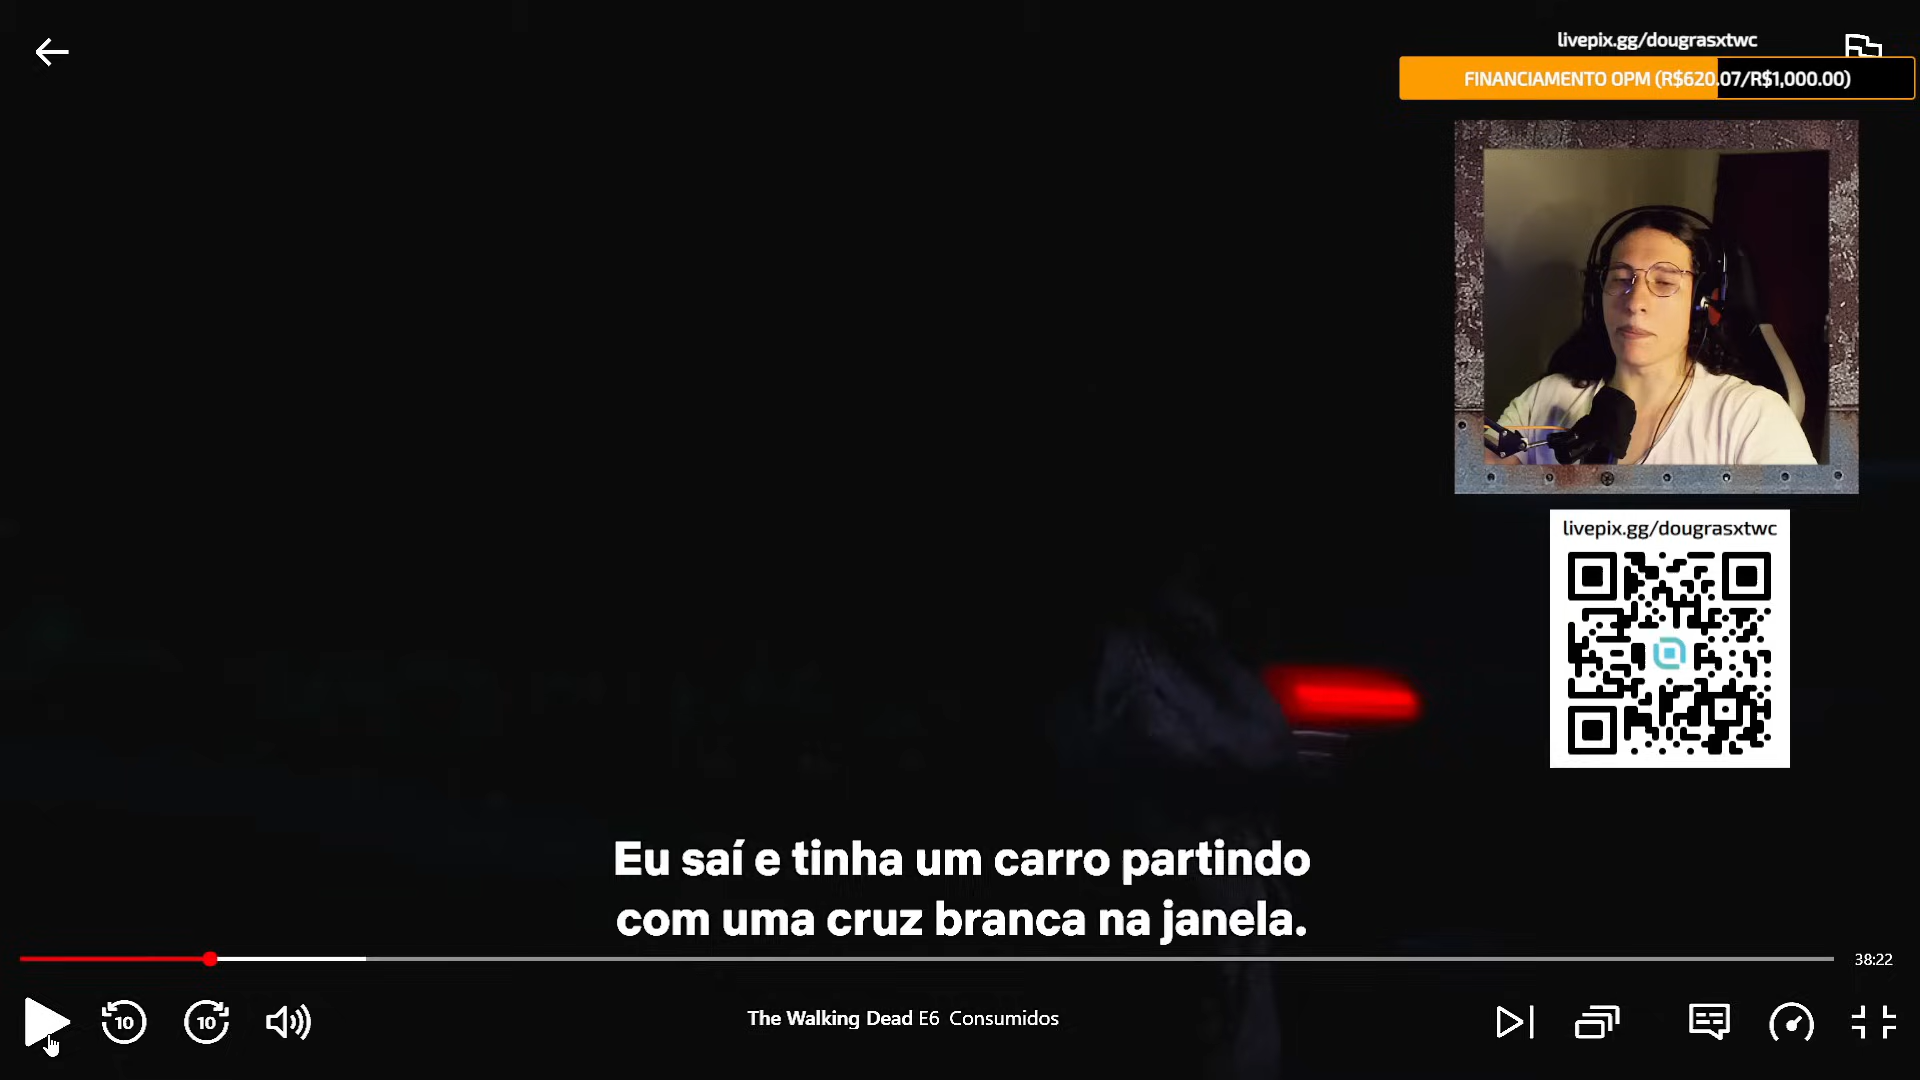 livepix.gg/dougrasxtwc
FINANCIAMENTO OPM (R$620.07/R$1,000.00)
livepix.gg/dougrasxtwc
Eu saí e tinha um carro partindo
com uma cruz branca na janela.
38:22
10
10
The Walking Dead E6 Consumidos